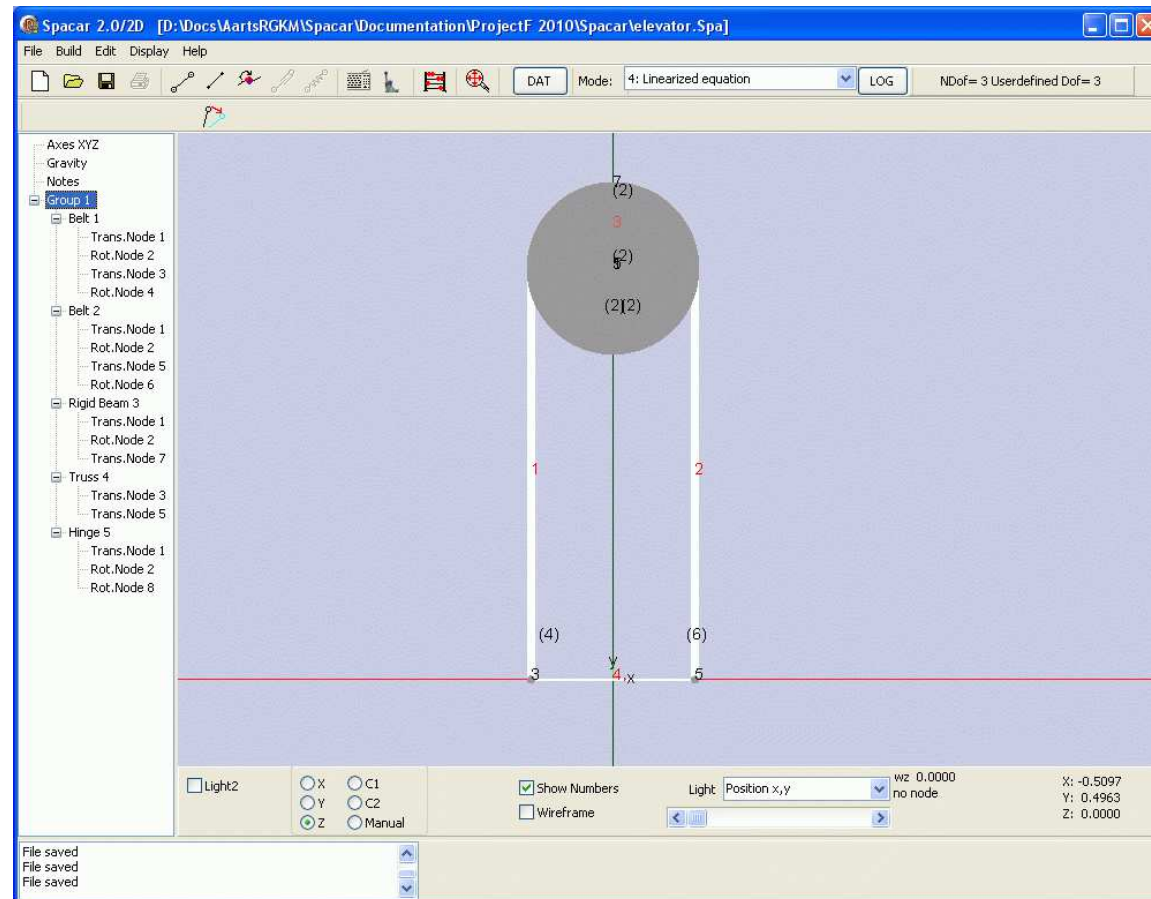 Spacar 2.0/2D [D:\Docs\AartsRGKM\Spacar\Documentation\ProjectF 2010\Spacar\elevator.Spa]
File Build Edit Display Help
DAT Mode: 4: Linearized equation LOG NDof= 3 Userdefined Dof= 3
Axes XYZ
Gravity
Notes
Group 1
Belt 1
Trans.Node 1
Rot.Node 2
Trans.Node 3
Rot.Node 4
Belt 2
Trans.Node 1
Rot.Node 2
Trans.Node 5
Rot.Node 6
Rigid Beam 3
Trans.Node 1
Rot.Node 2
Trans.Node 7
Truss 4
Trans.Node 3
Trans.Node 5
Hinge 5
Trans.Node 1
Rot.Node 2
Rot.Node 8
7
(2)
3
(2)
(2)(2)
1 2
(4) (6)
y
3 4 x 5
Light2
X C1
Y C2
Z Manual
Show Numbers
Wireframe
Light Position x,y
wz 0.0000
no node
X: -0.5097
Y: 0.4963
Z: 0.0000
File saved
File saved
File saved